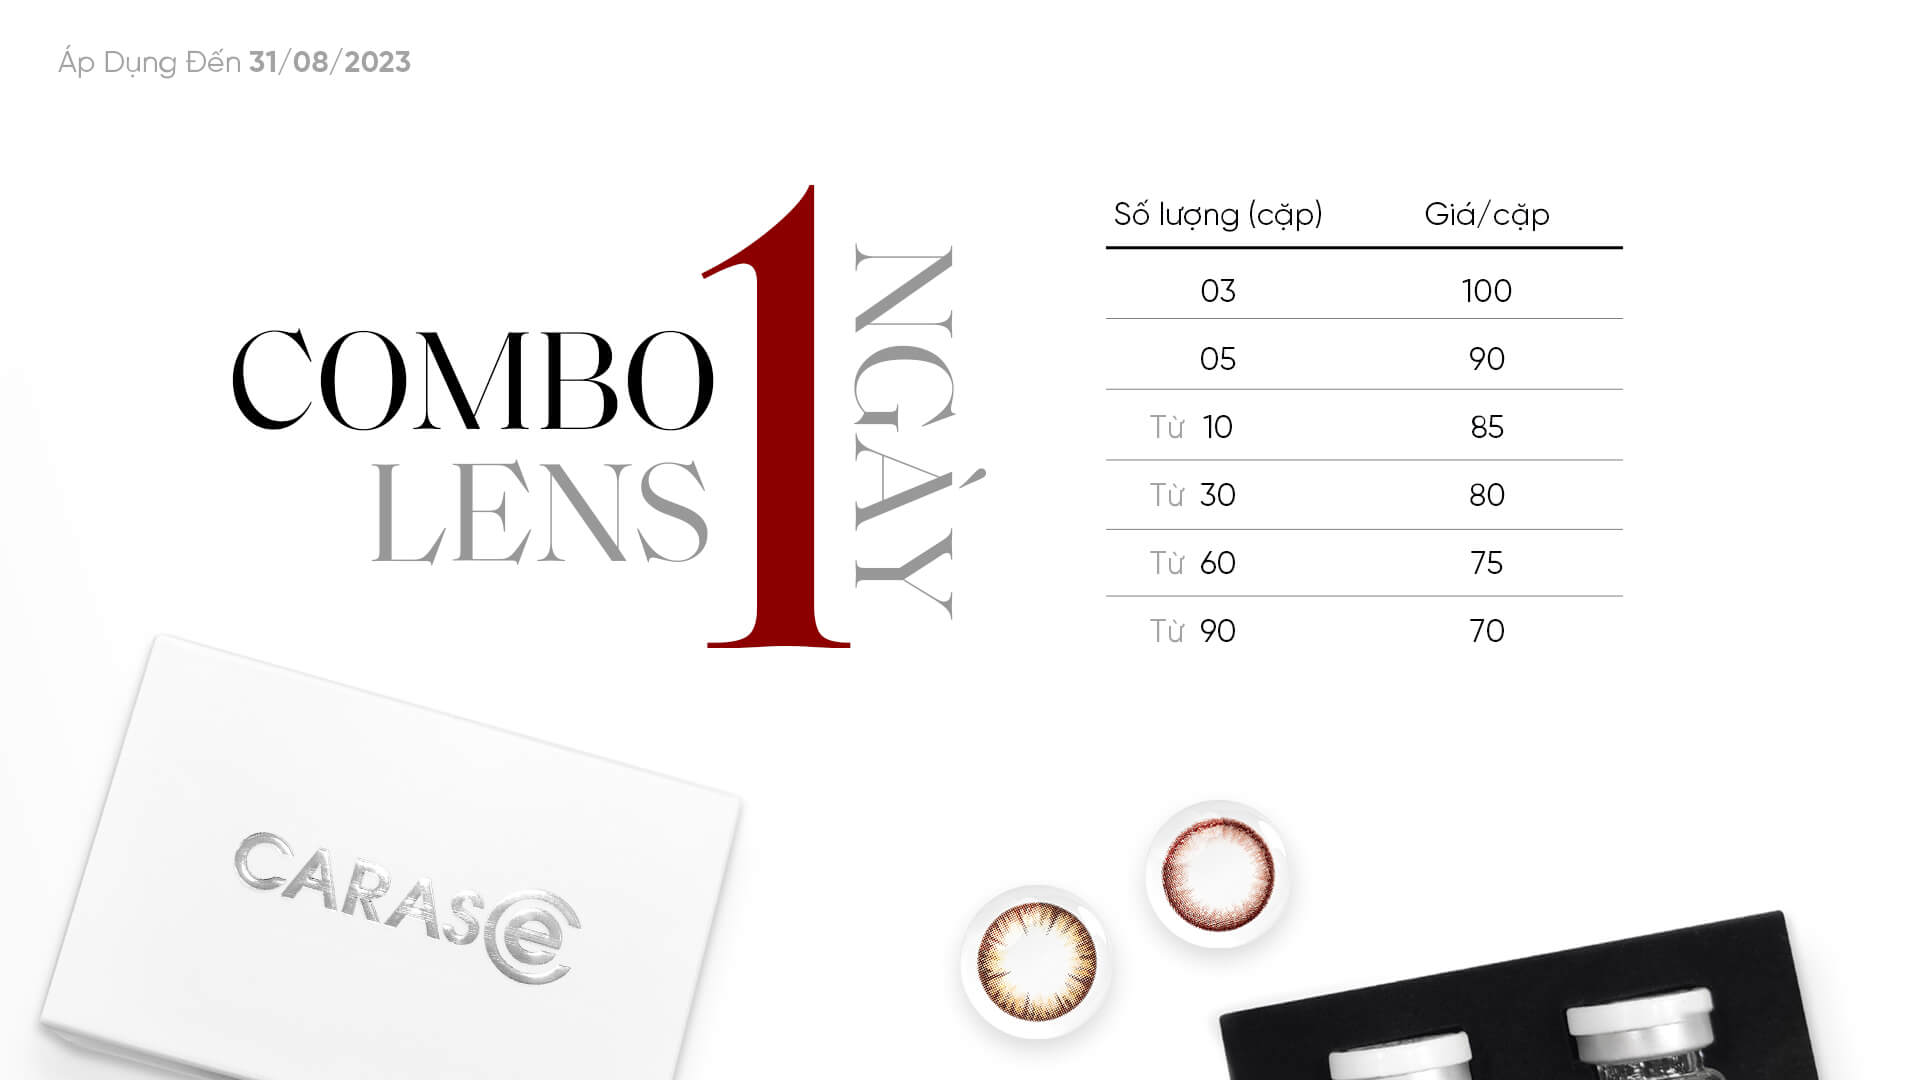 Áp Dụng Đến 31/08/2023
COMBO
LENS
1
NGÀY
Số lượng (cặp) Giá/cặp
03 100
05 90
Từ 10 85
Từ 30 80
Từ 60 75
Từ 90 70
CARASe